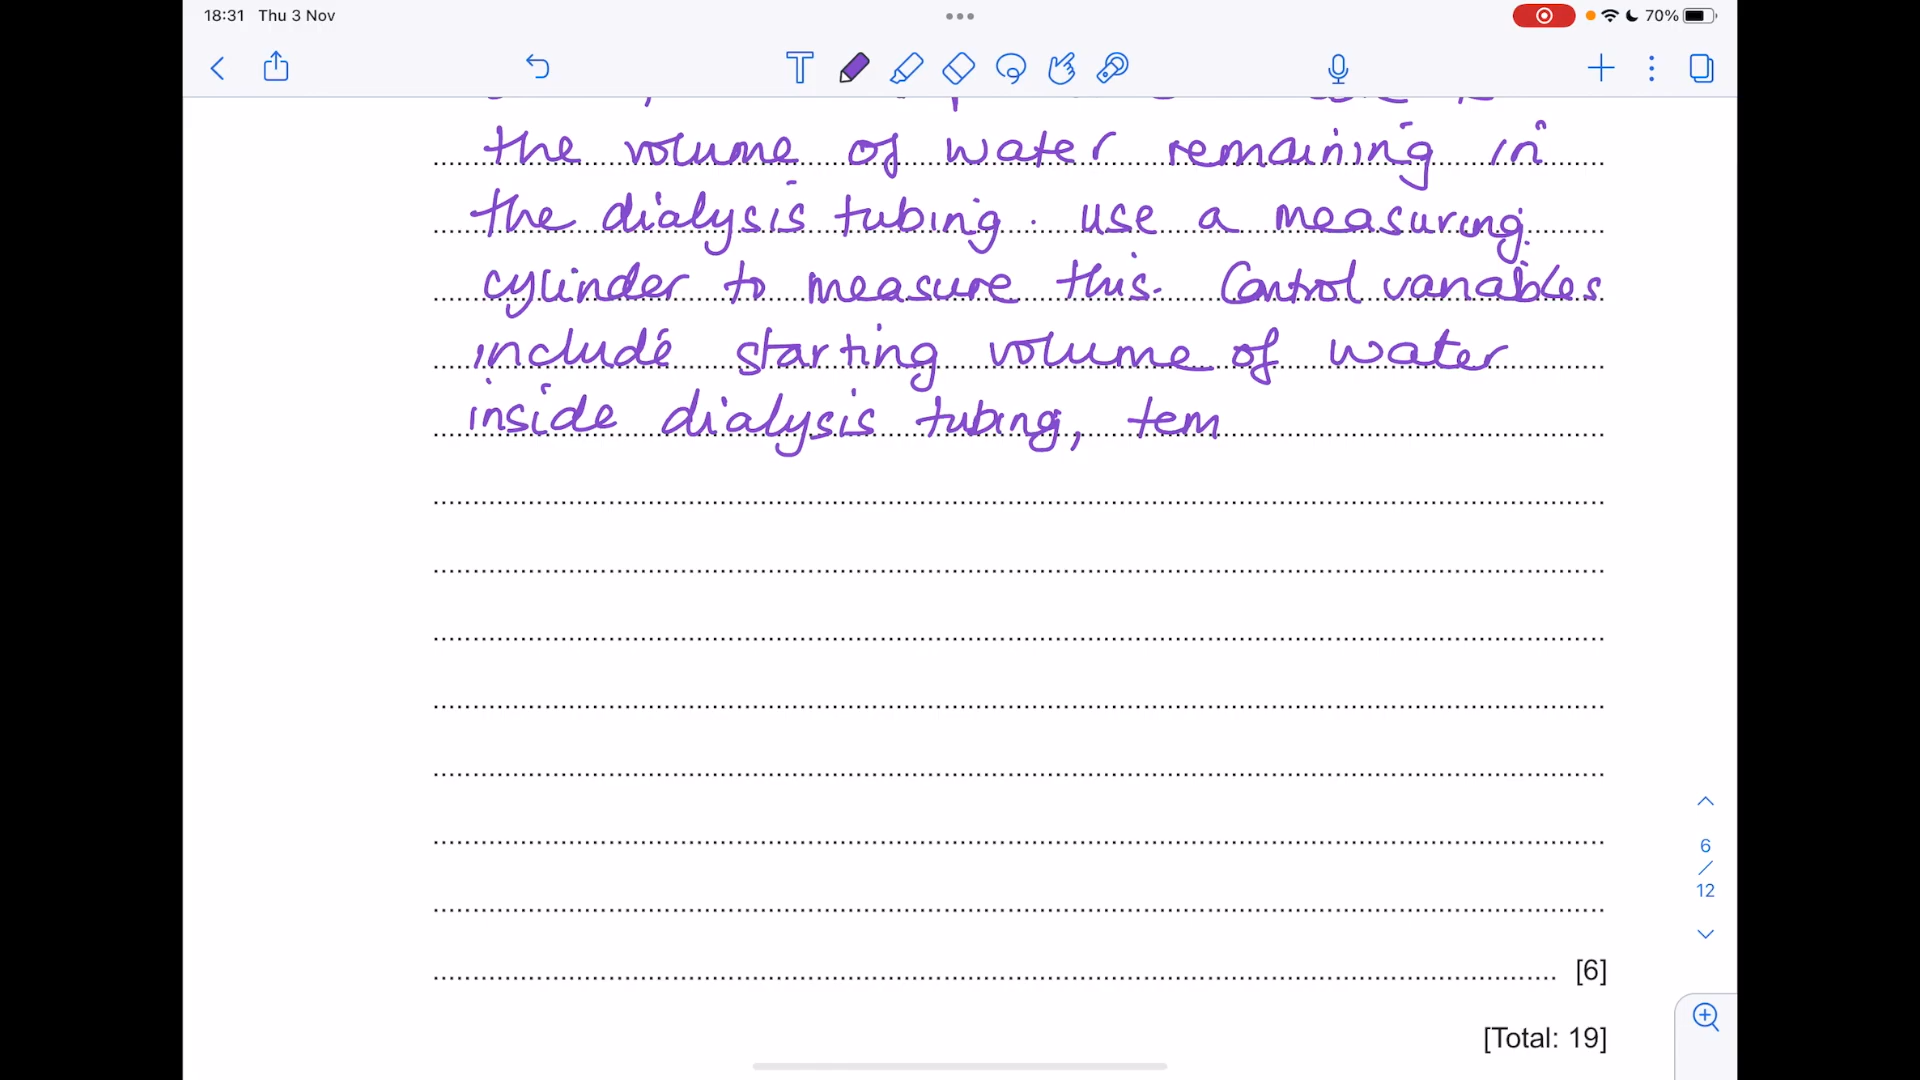 18:31 Thu 3 Nov
70%
the volume of water remaining in
the dialysis tubing. use a measuring
cylinder to measure this. Control variables
include starting volume of water
inside dialysis tubing, tem
6
/
12
[6]
[Total: 19]